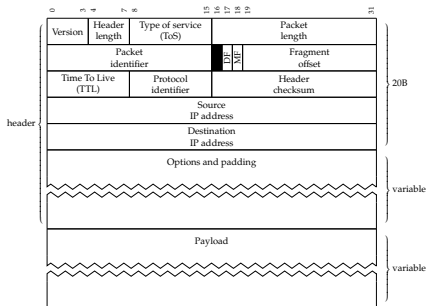 0 3 4 7 8 15 16 17 18 19 31
Version
Header
length
Type of service
(ToS)
Packet
length
Packet
identifier
DF
MF
Fragment
offset
Time To Live
(TTL)
Protocol
identifier
Header
checksum
20B
Source
IP address
header
Destination
IP address
Options and padding
variable
Payload
variable